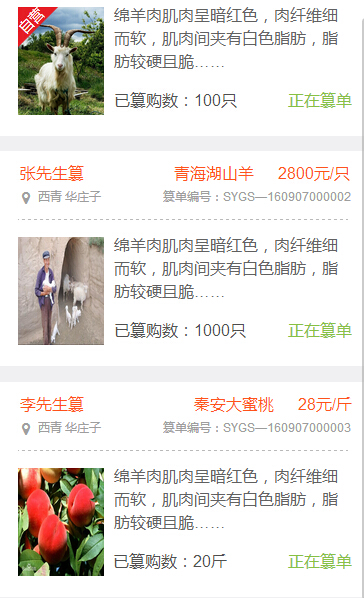 自营
绵羊肉肌肉呈暗红色，肉纤维细
而软，肌肉间夹有白色脂肪，脂
肪较硬且脆……
已篡购数：100只
正在篡单
张先生篡
青海湖山羊
2800元/只
西青 华庄子
篡单编号：SYGS—160907000002
绵羊肉肌肉呈暗红色，肉纤维细
而软，肌肉间夹有白色脂肪，脂
肪较硬且脆……
已篡购数：1000只
正在篡单
李先生篡
秦安大蜜桃
28元/斤
西青 华庄子
篡单编号：SYGS—160907000003
绵羊肉肌肉呈暗红色，肉纤维细
而软，肌肉间夹有白色脂肪，脂
肪较硬且脆……
已篡购数：20斤
正在篡单